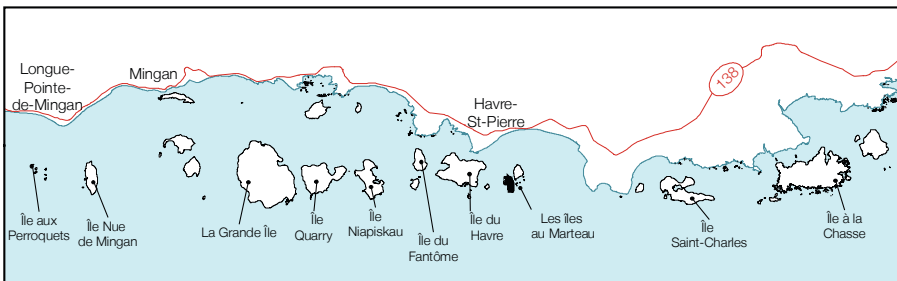 Longue-
Pointe-
de-Mingan
Mingan
138
Havre-
St-Pierre
Île aux
Perroquets
Île Nue
de Mingan
La Grande Île
Île
Quarry
Île
Niapiskau
Île du
Fantôme
Île du
Havre
Les îles
au Marteau
Île
Saint-Charles
Île à la
Chasse